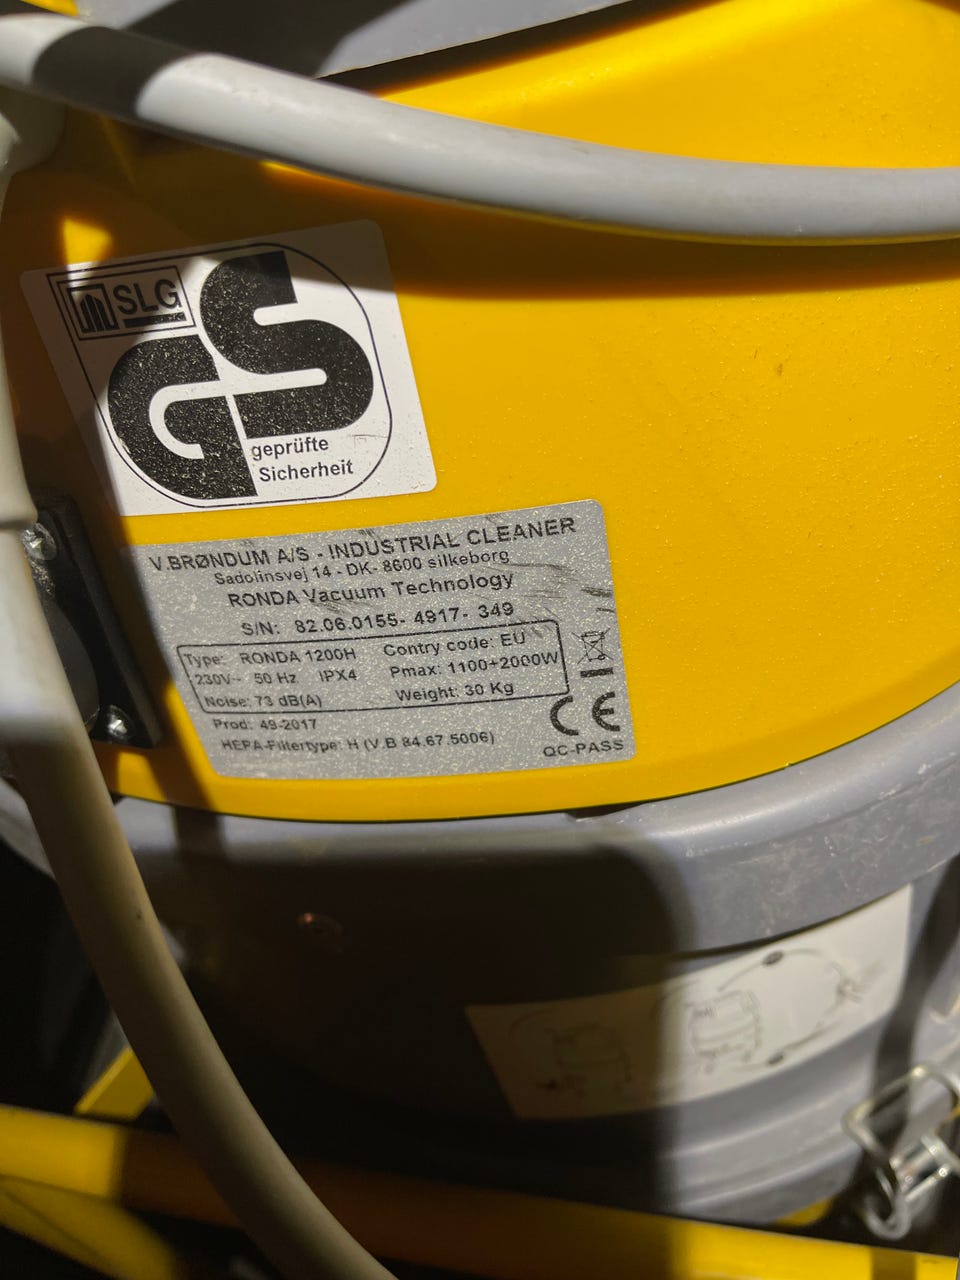 SLG
GS
geprüfte
Sicherheit
V.BRØNDUM A/S - INDUSTRIAL CLEANER
Sadolinsvej 14 - DK- 8600 silkeborg
RONDA Vacuum Technology
S/N: 82.06.0155- 4917- 349
Type: RONDA 1200H Contry code: EU
230V~ 50 Hz IPX4 Pmax: 1100+2000W
Noise: 73 dB(A) Weight: 30 Kg
Prod: 49-2017
CE
HEPA-Filtertype: H (V.B 84.67.5006)
QC-PASS